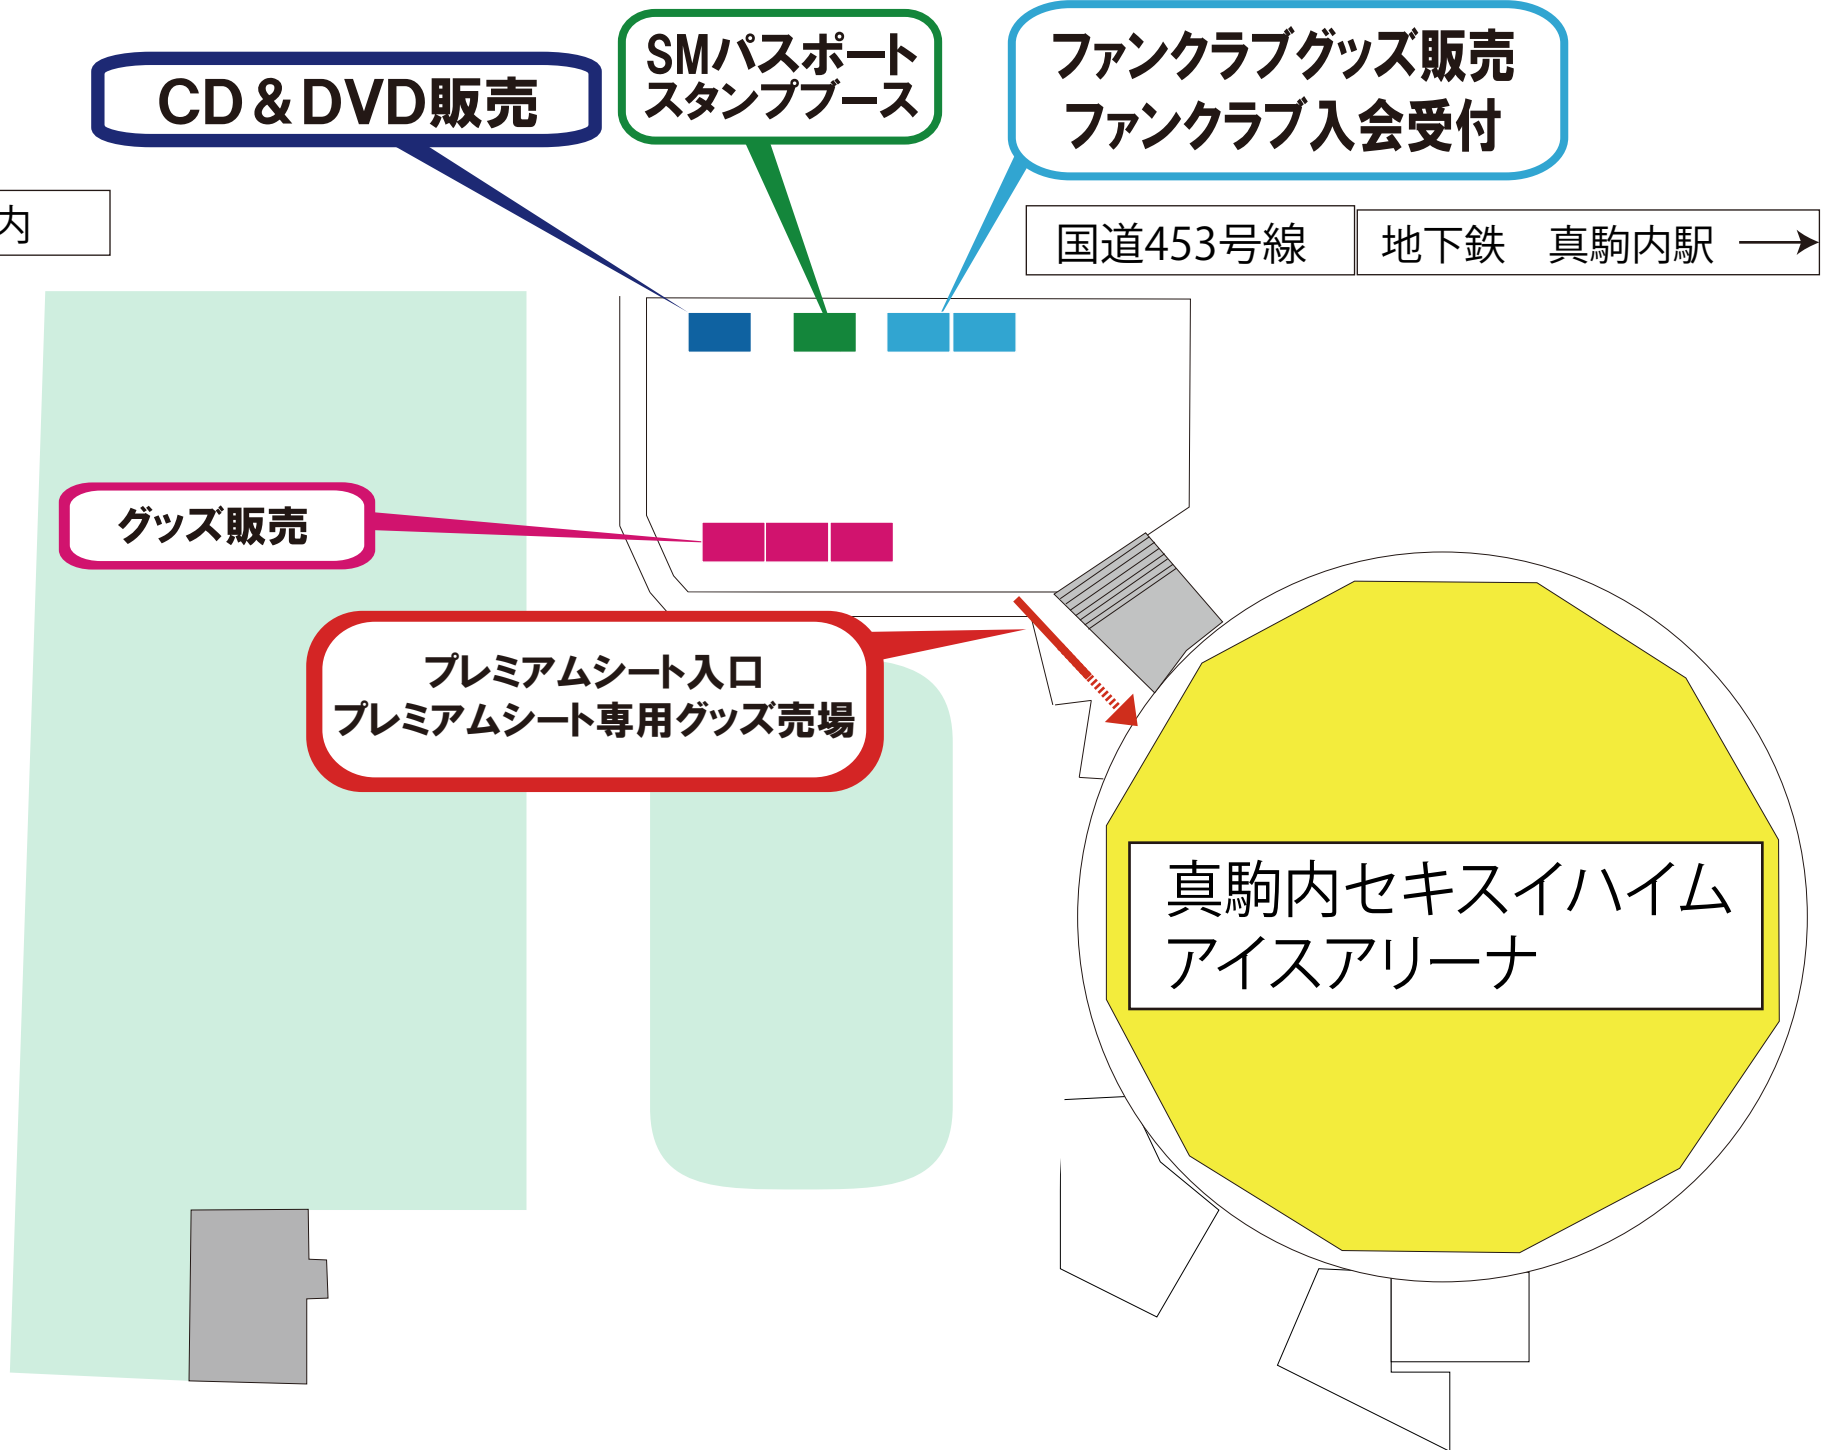 SMパスポート
スタンプブース
ファンクラブグッズ販売
ファンクラブ入会受付
CD&DVD販売
内
国道453号線
地下鉄 真駒内駅
グッズ販売
プレミアムシート入口
プレミアムシート専用グッズ売場
真駒内セキスイハイム
アイスアリーナ